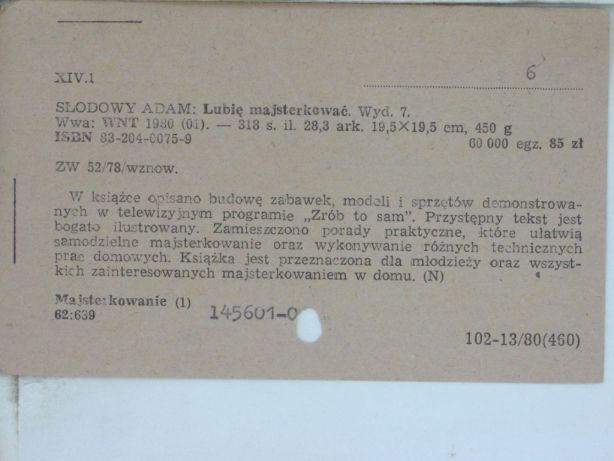 XIV.1
6
SŁODOWY ADAM: Lubię majsterkować. Wyd. 7.
Wwa: WNT 1980 (01). — 318 s. il. 28,3 ark. 19,5×19,5 cm, 450 g
ISBN 83-204-0075-9 60 000 egz. 85 zł
ZW 52/78/wznow.
W książce opisano budowę zabawek, modeli i sprzętów demonstrowa-
nych w telewizyjnym programie „Zrób to sam”. Przystępny tekst jest
bogato ilustrowany. Zamieszczono porady praktyczne, które ułatwią
samodzielne majsterkowanie oraz wykonywanie różnych technicznych
prac domowych. Książka jest przeznaczona dla młodzieży oraz wszyst-
kich zainteresowanych majsterkowaniem w domu. (N)
Majsterkowanie (1)
62:639
145601-0
102-13/80(460)